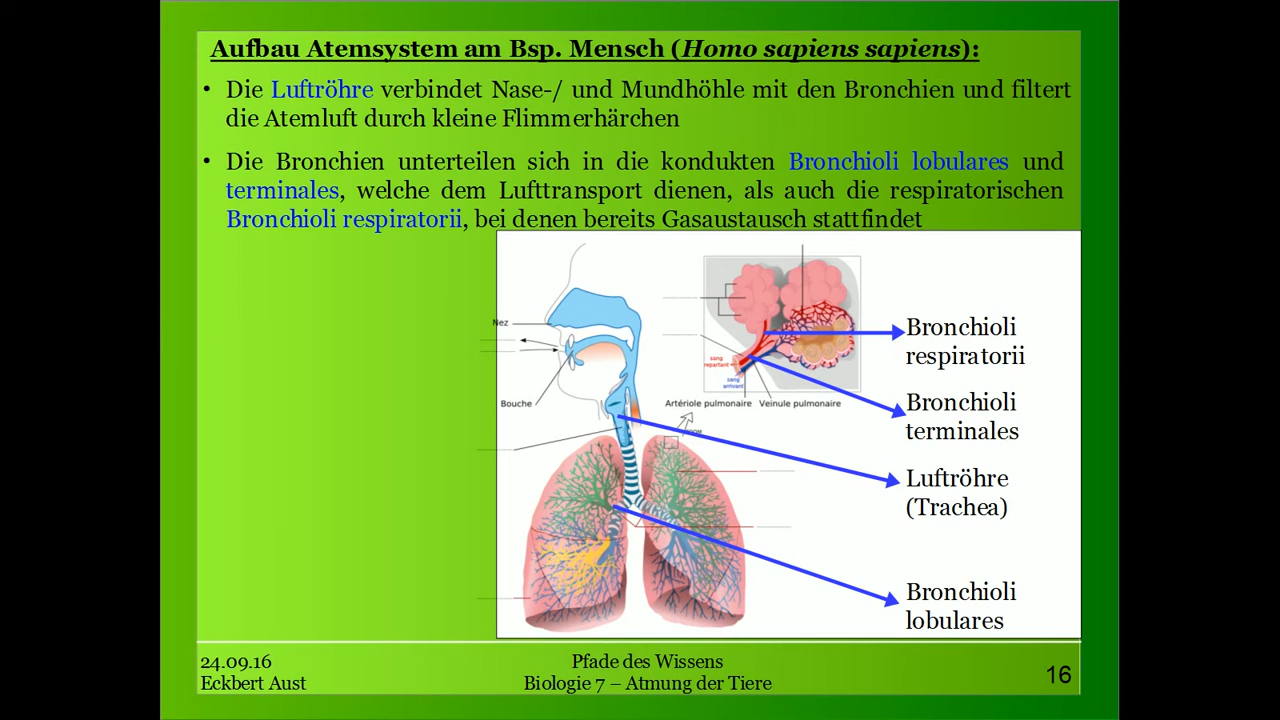 Aufbau Atemsystem am Bsp. Mensch (Homo sapiens sapiens):
• Die Luftröhre verbindet Nase-/ und Mundhöhle mit den Bronchien und filtert
die Atemluft durch kleine Flimmerhärchen
• Die Bronchien unterteilen sich in die kondukten Bronchioli lobulares und
terminales, welche dem Lufttransport dienen, als auch die respiratorischen
Bronchioli respiratorii, bei denen bereits Gasaustausch stattfindet
Nez
Bouche
sang
repartant
sang
arrivant
Artériole pulmonaire
Veinule pulmonaire
Bronchioli
respiratorii
Bronchioli
terminales
Luftröhre
(Trachea)
Bronchioli
lobulares
24.09.16
Eckbert Aust
Pfade des Wissens
Biologie 7 – Atmung der Tiere
16